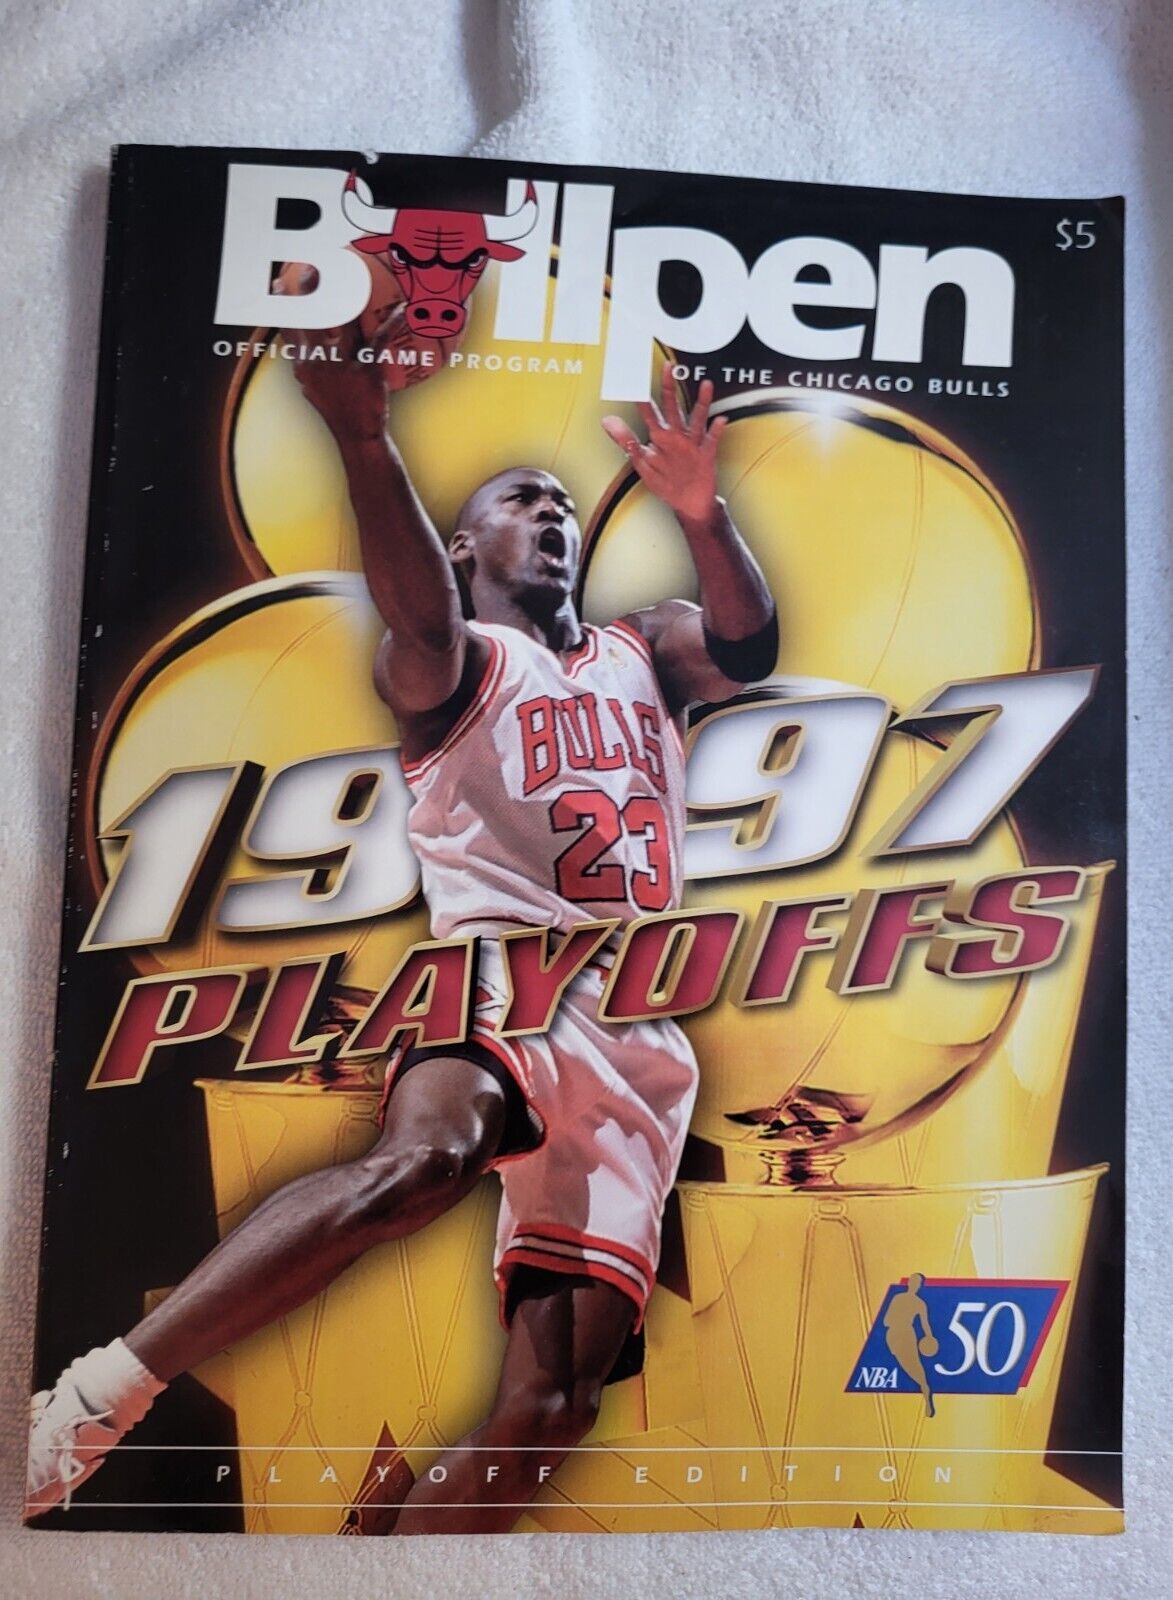 Bullpen
$5
OFFICIAL GAME PROGRAM OF THE CHICAGO BULLS
BULLS
23
1997
PLAYOFFS
NBA 50
PLAYOFF EDITION